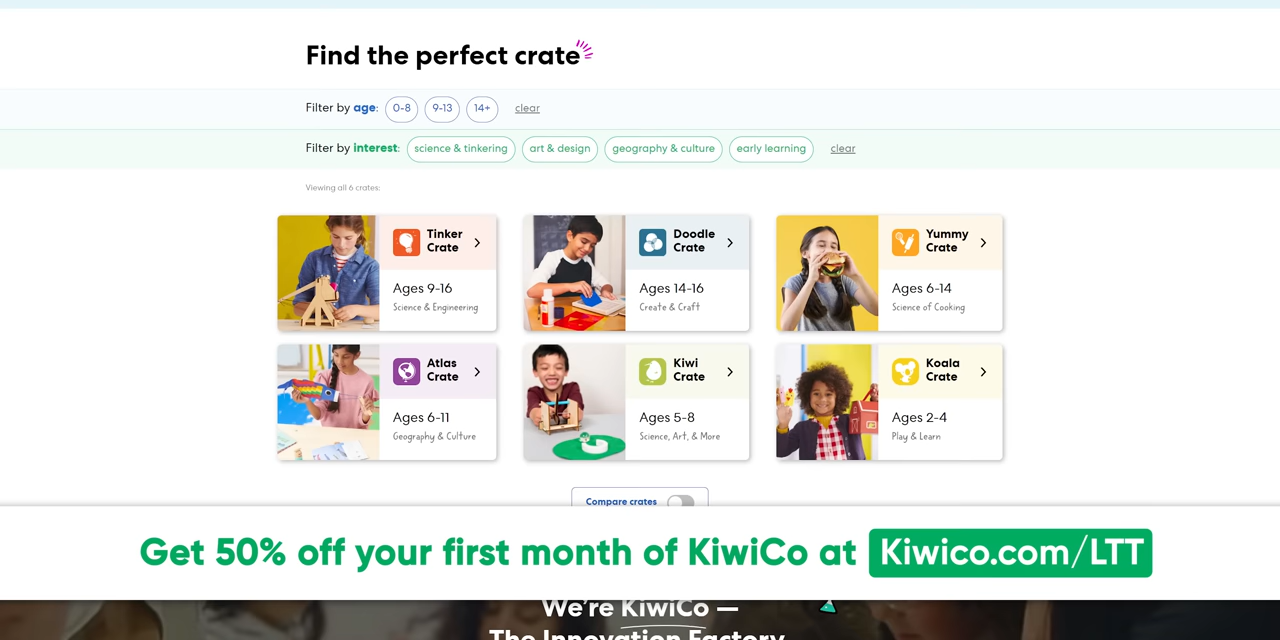 Find the perfect crate
Filter by age: 0-8 9-13 14+ clear
Filter by interest: science & tinkering art & design geography & culture early learning clear
Viewing all 6 crates:
Tinker
Crate
Ages 9-16
Science & Engineering
Doodle
Crate
Ages 14-16
Create & Craft
Yummy
Crate
Ages 6-14
Science of Cooking
Atlas
Crate
Ages 6-11
Geography & Culture
Kiwi
Crate
Ages 5-8
Science, Art, & More
Koala
Crate
Ages 2-4
Play & Learn
Compare crates
Get 50% off your first month of KiwiCo at Kiwico.com/LTT
We're KiwiCo —
The Innovation Factory